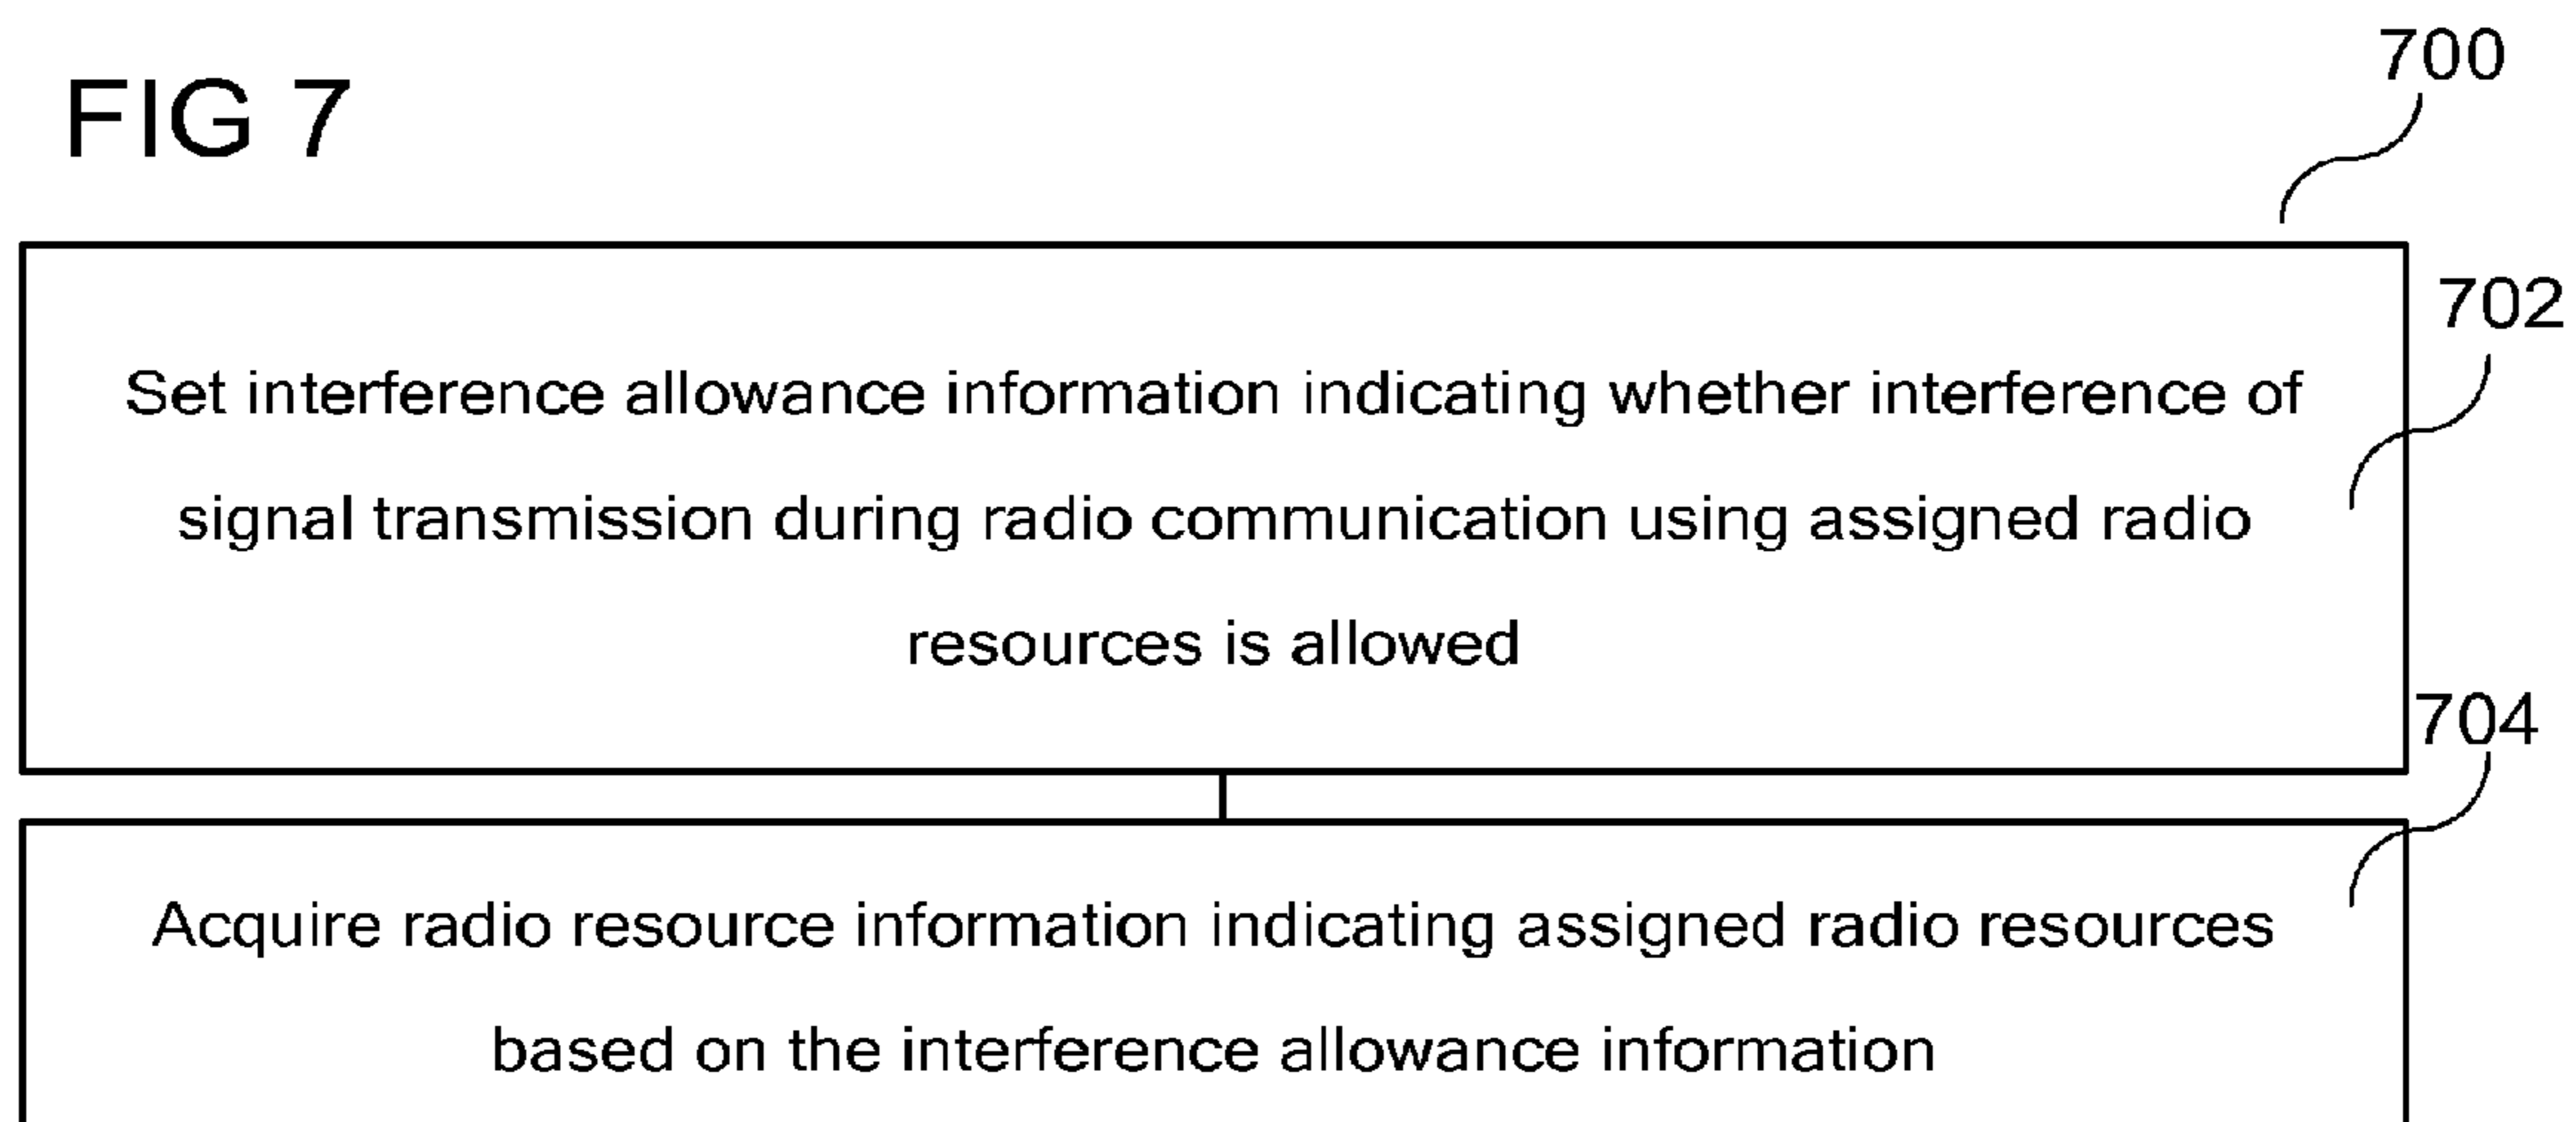 700
FIG 7
702
Set interference allowance information indicating whether interference of
signal transmission during radio communication using assigned radio
resources is allowed
704
Acquire radio resource information indicating assigned radio resources
based on the interference allowance information